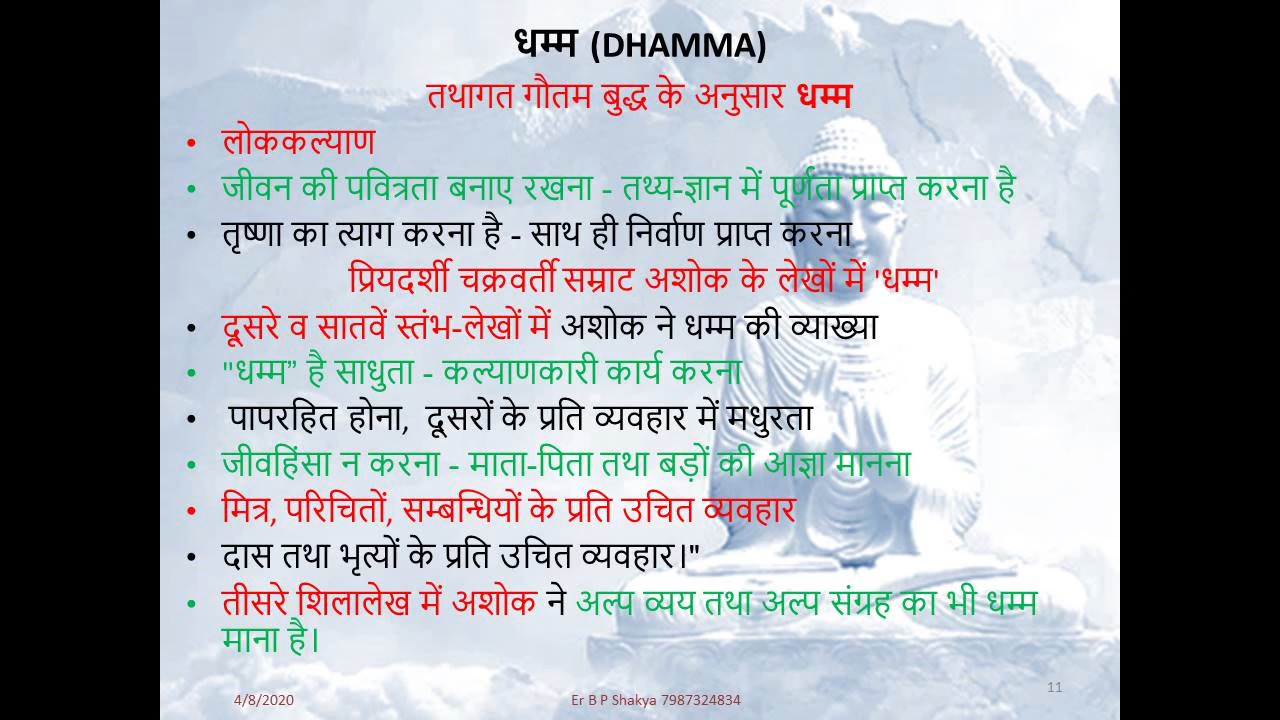 धम्म (DHAMMA)
तथागत गौतम बुद्ध के अनुसार धम्म
• लोककल्याण
• जीवन की पवित्रता बनाए रखना - तथ्य-ज्ञान में पूर्णता प्राप्त करना है
• तृष्णा का त्याग करना है - साथ ही निर्वाण प्राप्त करना
प्रियदर्शी चक्रवर्ती सम्राट अशोक के लेखों में 'धम्म'
• दूसरे व सातवें स्तंभ-लेखों में अशोक ने धम्म की व्याख्या
• "धम्म” है साधुता - कल्याणकारी कार्य करना
• पापरहित होना, दूसरों के प्रति व्यवहार में मधुरता
• जीवहिंसा न करना - माता-पिता तथा बड़ों की आज्ञा मानना
• मित्र, परिचितों, सम्बन्धियों के प्रति उचित व्यवहार
• दास तथा भृत्यों के प्रति उचित व्यवहार।"
• तीसरे शिलालेख में अशोक ने अल्प व्यय तथा अल्प संग्रह का भी धम्म
माना है।
4/8/2020 Er B P Shakya 7987324834 11